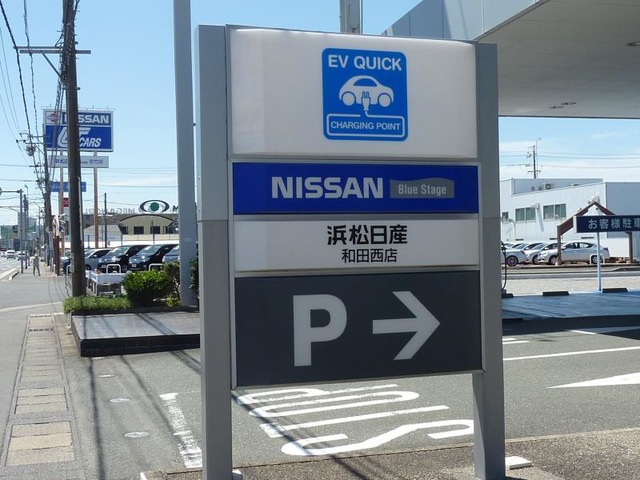 EV QUICK
CHARGING POINT
NISSAN Blue Stage
浜松日産
和田西店
P
NISSAN
CARS
お客様駐
STOP